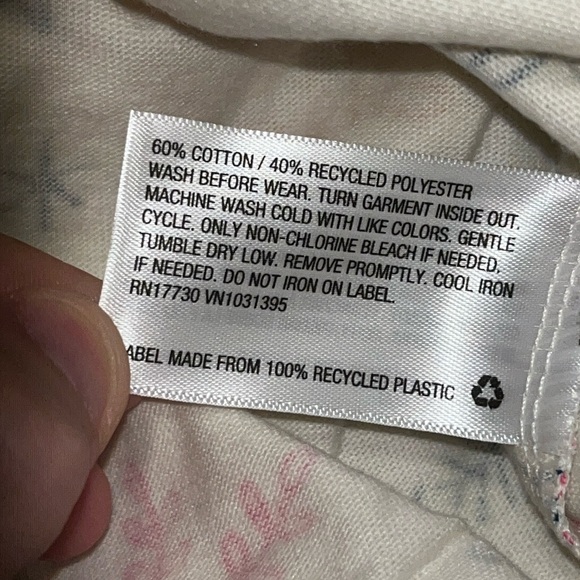 60% COTTON / 40% RECYCLED POLYESTER
WASH BEFORE WEAR. TURN GARMENT INSIDE OUT.
MACHINE WASH COLD WITH LIKE COLORS. GENTLE
CYCLE. ONLY NON-CHLORINE BLEACH IF NEEDED.
TUMBLE DRY LOW. REMOVE PROMPTLY. COOL IRON
IF NEEDED. DO NOT IRON ON LABEL.
RN17730 VN1031395
ABEL MADE FROM 100% RECYCLED PLASTIC